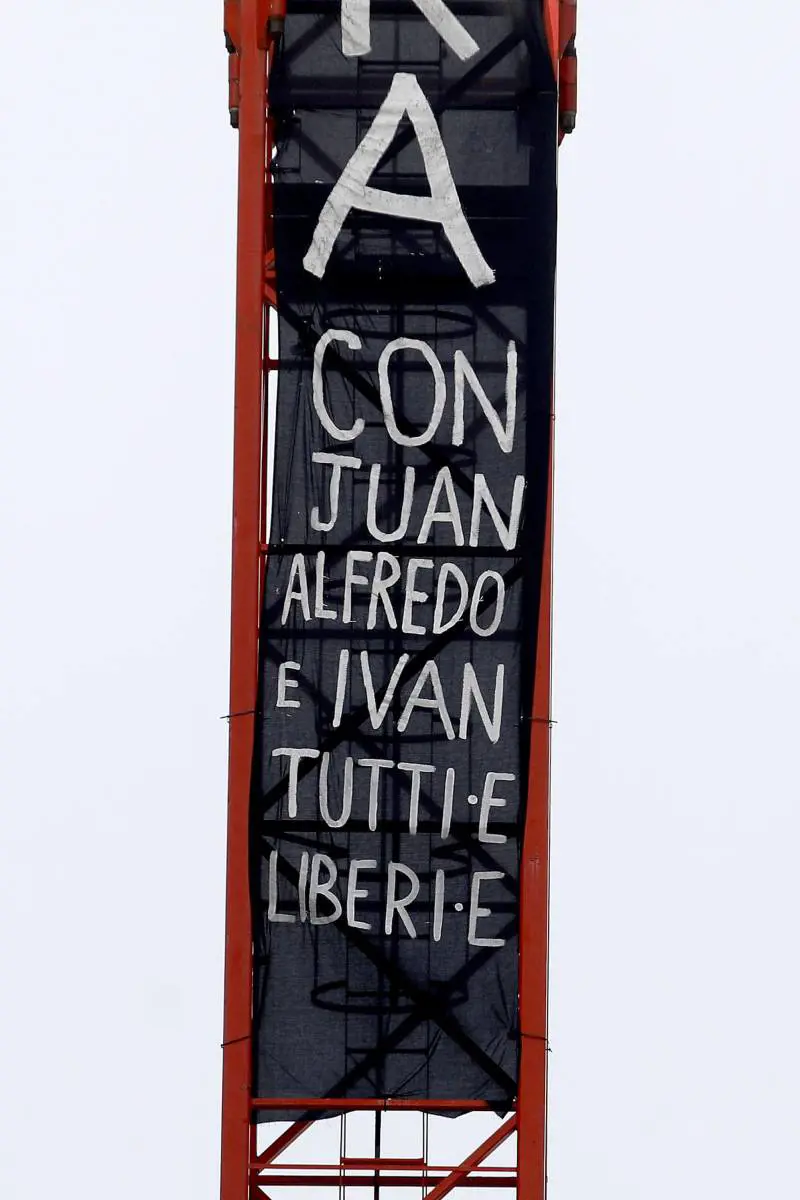 R
A
CON
JUAN
ALFREDO
E IVAN
TUTTI·E
LIBERI·E